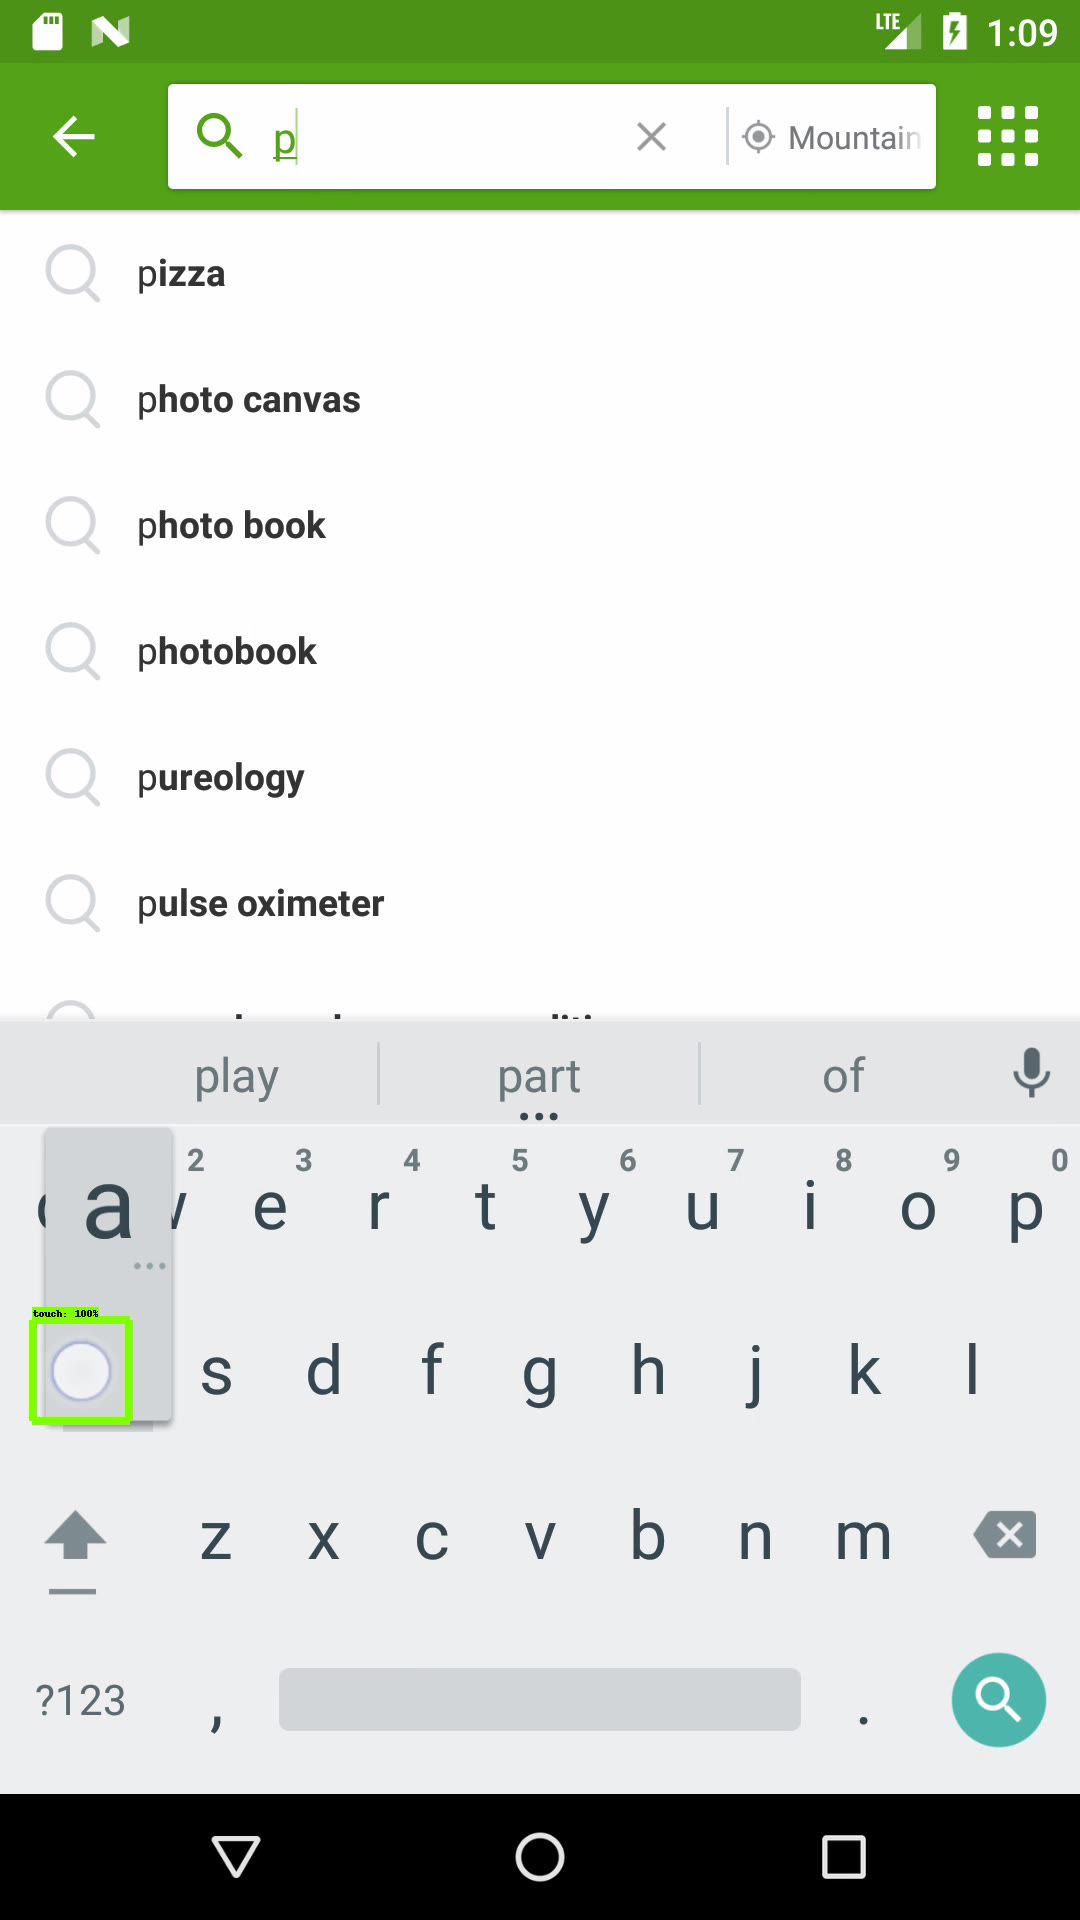 LTE 1:09
p Mountain
pizza
photo canvas
photo book
photobook
pureology
pulse oximeter
play part of
a 2 3 4 5 6 7 8 9 0
e r t y u i o p
touch: 100%
s d f g h j k l
z x c v b n m
?123 , .